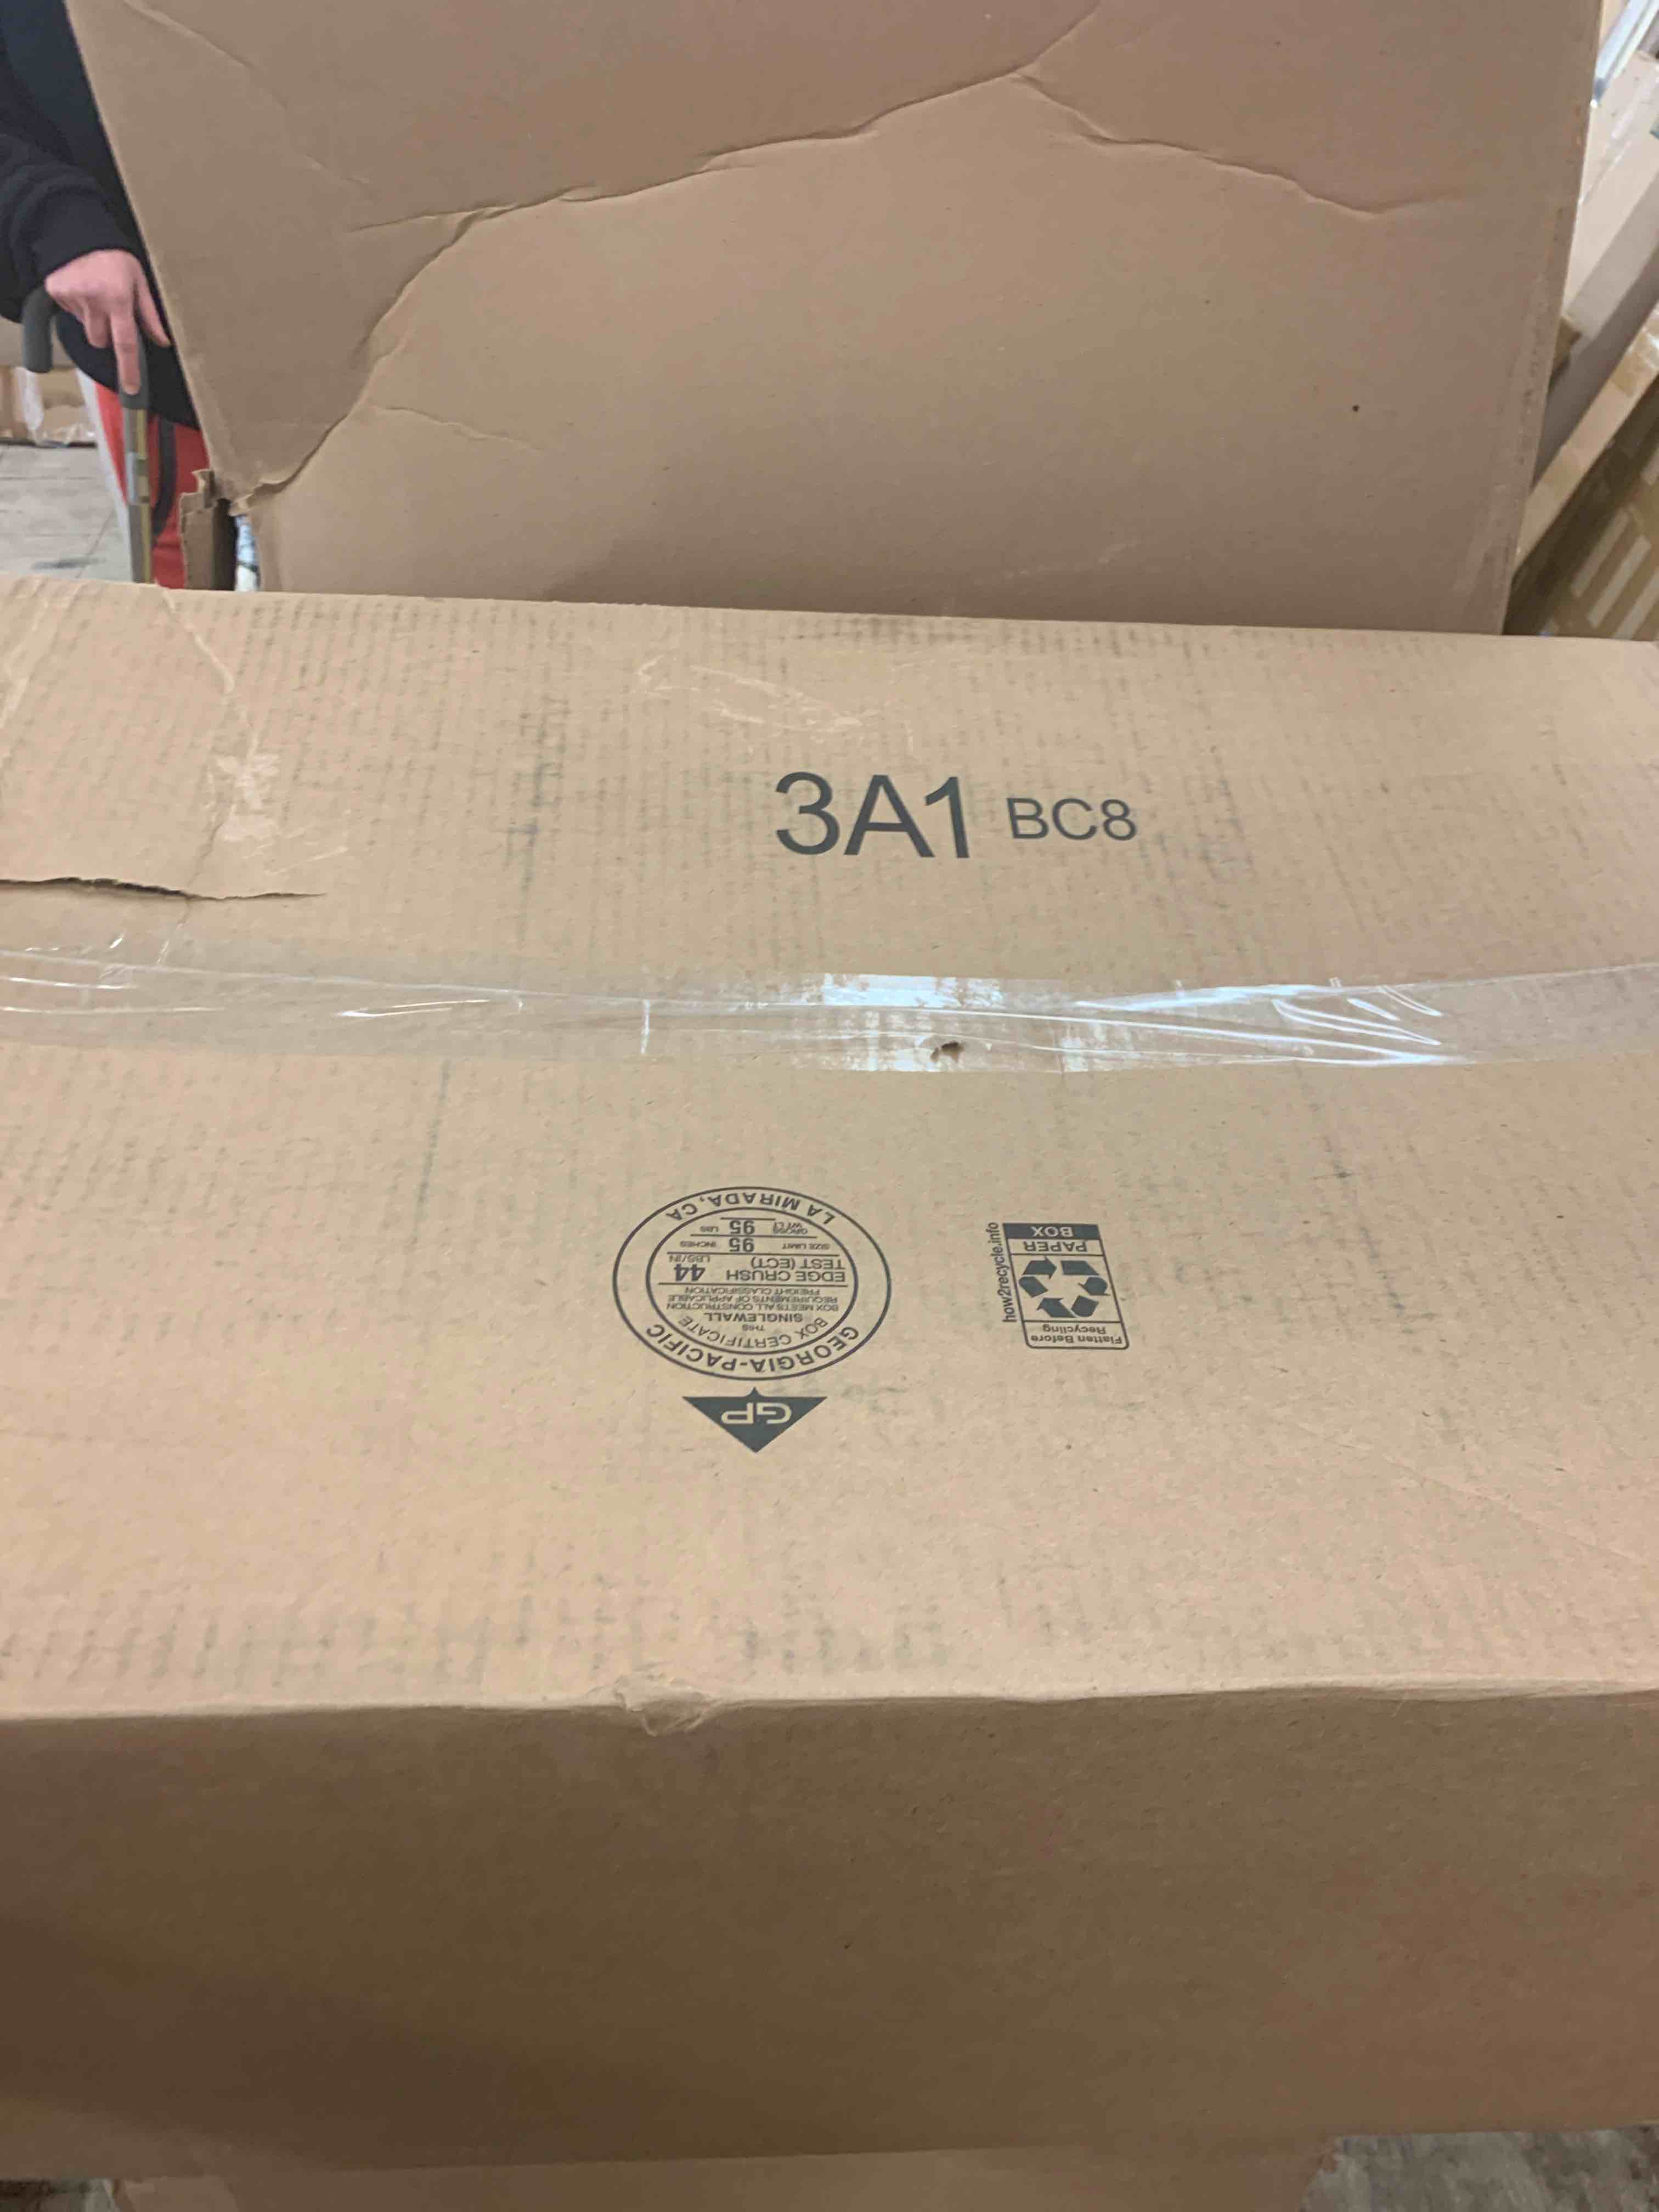 3A1 BC8
GP
GEORGIA-PACIFIC
BOX CERTIFICATE
THIS
SINGLEWALL
BOX MEETS ALL CONSTRUCTION
REQUIREMENTS OF APPLICABLE
FREIGHT CLASSIFICATION
EDGE CRUSH
TEST (ECT) 44 LBS/IN
SIZE LIMIT 95 INCHES
95 LBS
LA MIRADA, CA
Flatten Before
Recycling
PAPER
BOX
how2recycle.info